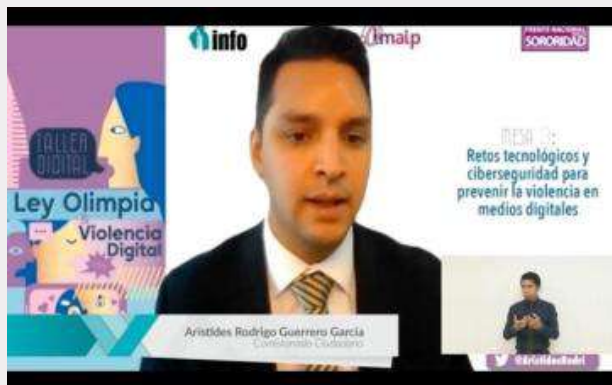 info
imaip
FRENTE NACIONAL
SORORIDAD
TALLER
DIGITAL
Ley Olimpia
Violencia
Digital
MESA 3:
Retos tecnológicos y
ciberseguridad para
prevenir la violencia en
medios digitales
Arístides Rodrigo Guerrero García
Comisionado Ciudadano
@AristidesRodri